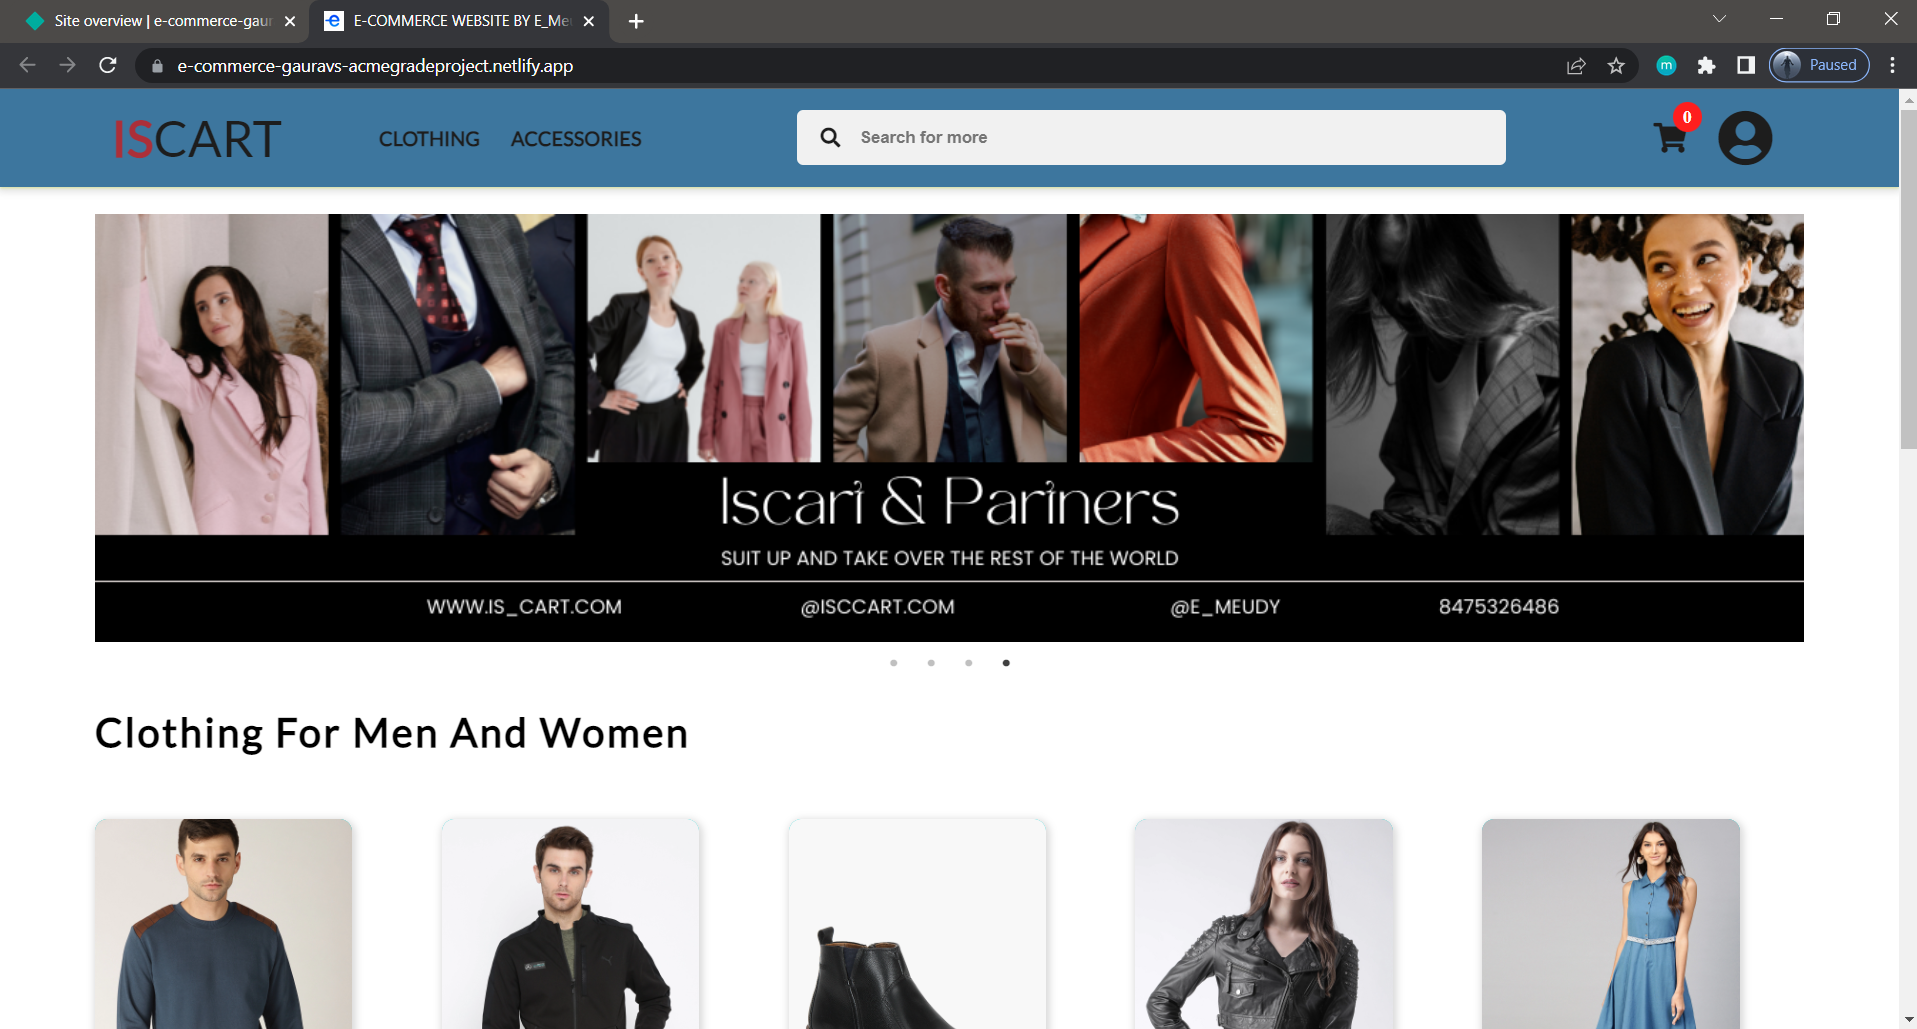 Site overview | e-commerce-gaur
E-COMMERCE WEBSITE BY E_Me
e-commerce-gauravs-acmegradeproject.netlify.app
m
Paused
ISCART
CLOTHING
ACCESSORIES
Search for more
0
Iscart & Partners
SUIT UP AND TAKE OVER THE REST OF THE WORLD
WWW.IS_CART.COM
@ISCCART.COM
@E_MEUDY
8475326486
Clothing For Men And Women